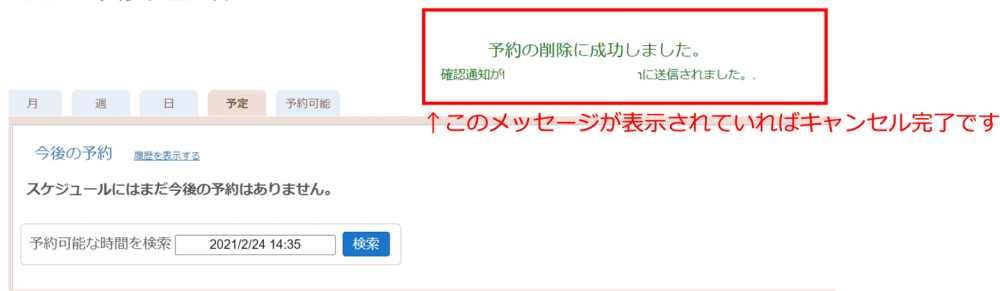 予約の削除に成功しました。
確認通知が に送信されました。.
月 週 日 予定 予約可能
↑このメッセージが表示されていればキャンセル完了です
今後の予約 履歴を表示する
スケジュールにはまだ今後の予約はありません。
予約可能な時間を検索 2021/2/24 14:35 検索